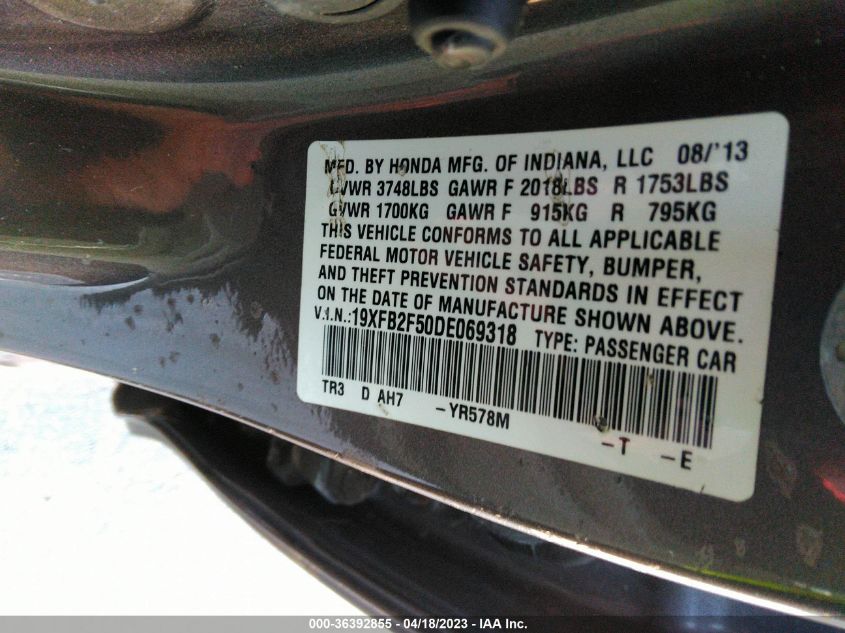 MFD. BY HONDA MFG. OF INDIANA, LLC 08/'13
GVWR 3748LBS GAWR F 2018LBS R 1753LBS
GVWR 1700KG GAWR F 915KG R 795KG
THIS VEHICLE CONFORMS TO ALL APPLICABLE
FEDERAL MOTOR VEHICLE SAFETY, BUMPER,
AND THEFT PREVENTION STANDARDS IN EFFECT
ON THE DATE OF MANUFACTURE SHOWN ABOVE.
V.I.N.:19XFB2F50DE069318 TYPE: PASSENGER CAR
TR3 D AH7 -YR578M -T -E
000-36392855 - 04/18/2023 - IAA Inc.